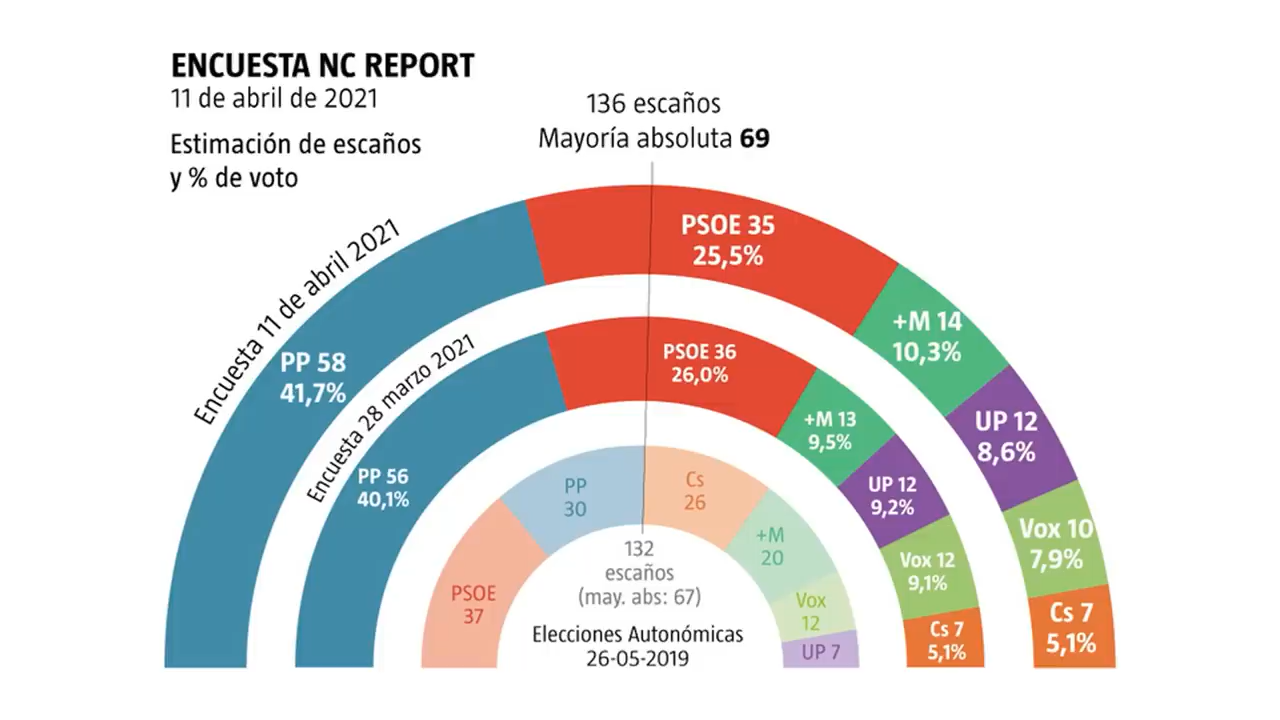 ENCUESTA NC REPORT
11 de abril de 2021
Estimación de escaños
y % de voto
136 escaños
Mayoría absoluta 69
Encuesta 11 de abril 2021
PP 58
41,7%
PSOE 35
25,5%
+M 14
10,3%
UP 12
8,6%
Vox 10
7,9%
Cs 7
5,1%
Encuesta 28 marzo 2021
PP 56
40,1%
PSOE 36
26,0%
+M 13
9,5%
UP 12
9,2%
Vox 12
9,1%
Cs 7
5,1%
PSOE
37
PP
30
Cs
26
+M
20
Vox
12
UP 7
132
escaños
(may. abs: 67)
Elecciones Autonómicas
26-05-2019